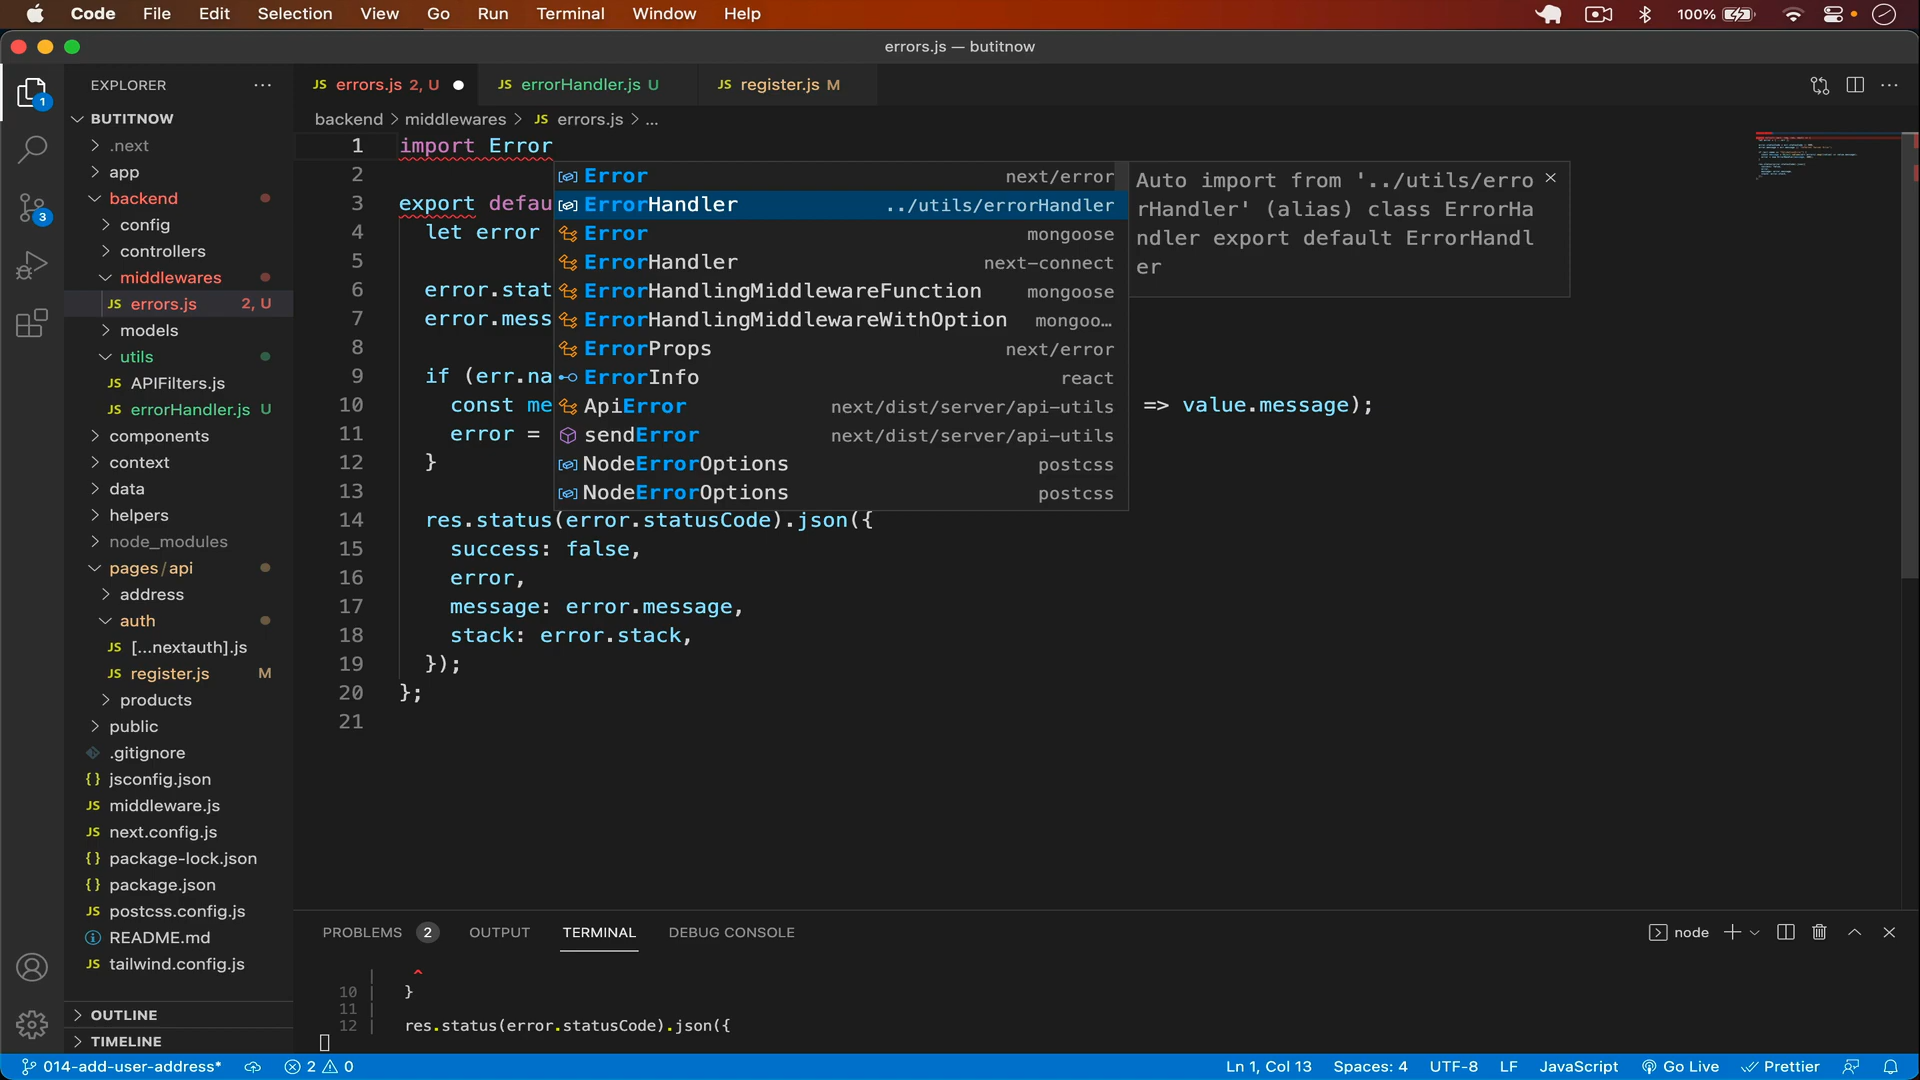 Code File Edit Selection View Go Run Terminal Window Help 100%
errors.js — butitnow
EXPLORER
JS errors.js 2, U
JS errorHandler.js U
JS register.js M
backend > middlewares > JS errors.js > ...
1
3
BUTITNOW
.next
app
backend
config
controllers
middlewares
JS errors.js 2, U
models
utils
JS APIFilters.js
JS errorHandler.js U
components
context
data
helpers
node_modules
pages/api
address
auth
JS [...nextauth].js
JS register.js M
products
public
.gitignore
{} jsconfig.json
JS middleware.js
JS next.config.js
{} package-lock.json
{} package.json
JS postcss.config.js
README.md
JS tailwind.config.js
OUTLINE
TIMELINE
1 import Error
2
3 export defau
4 let error
5
6 error.stat
7 error.mess
8
9 if (err.na
10 const me => value.message);
11 error =
12 }
13
14 res.status(error.statusCode).json({
15 success: false,
16 error,
17 message: error.message,
18 stack: error.stack,
19 });
20 };
21
Error next/error
ErrorHandler ../utils/errorHandler
Error mongoose
ErrorHandler next-connect
ErrorHandlingMiddlewareFunction mongoose
ErrorHandlingMiddlewareWithOption mongoo…
ErrorProps next/error
ErrorInfo react
ApiError next/dist/server/api-utils
sendError next/dist/server/api-utils
NodeErrorOptions postcss
NodeErrorOptions postcss
Auto import from '../utils/erro
rHandler' (alias) class ErrorHa
ndler export default ErrorHandl
er
PROBLEMS 2 OUTPUT TERMINAL DEBUG CONSOLE
node
| ^
10 | }
11 |
12 | res.status(error.statusCode).json({
014-add-user-address* 2 0 Ln 1, Col 13 Spaces: 4 UTF-8 LF JavaScript Go Live Prettier